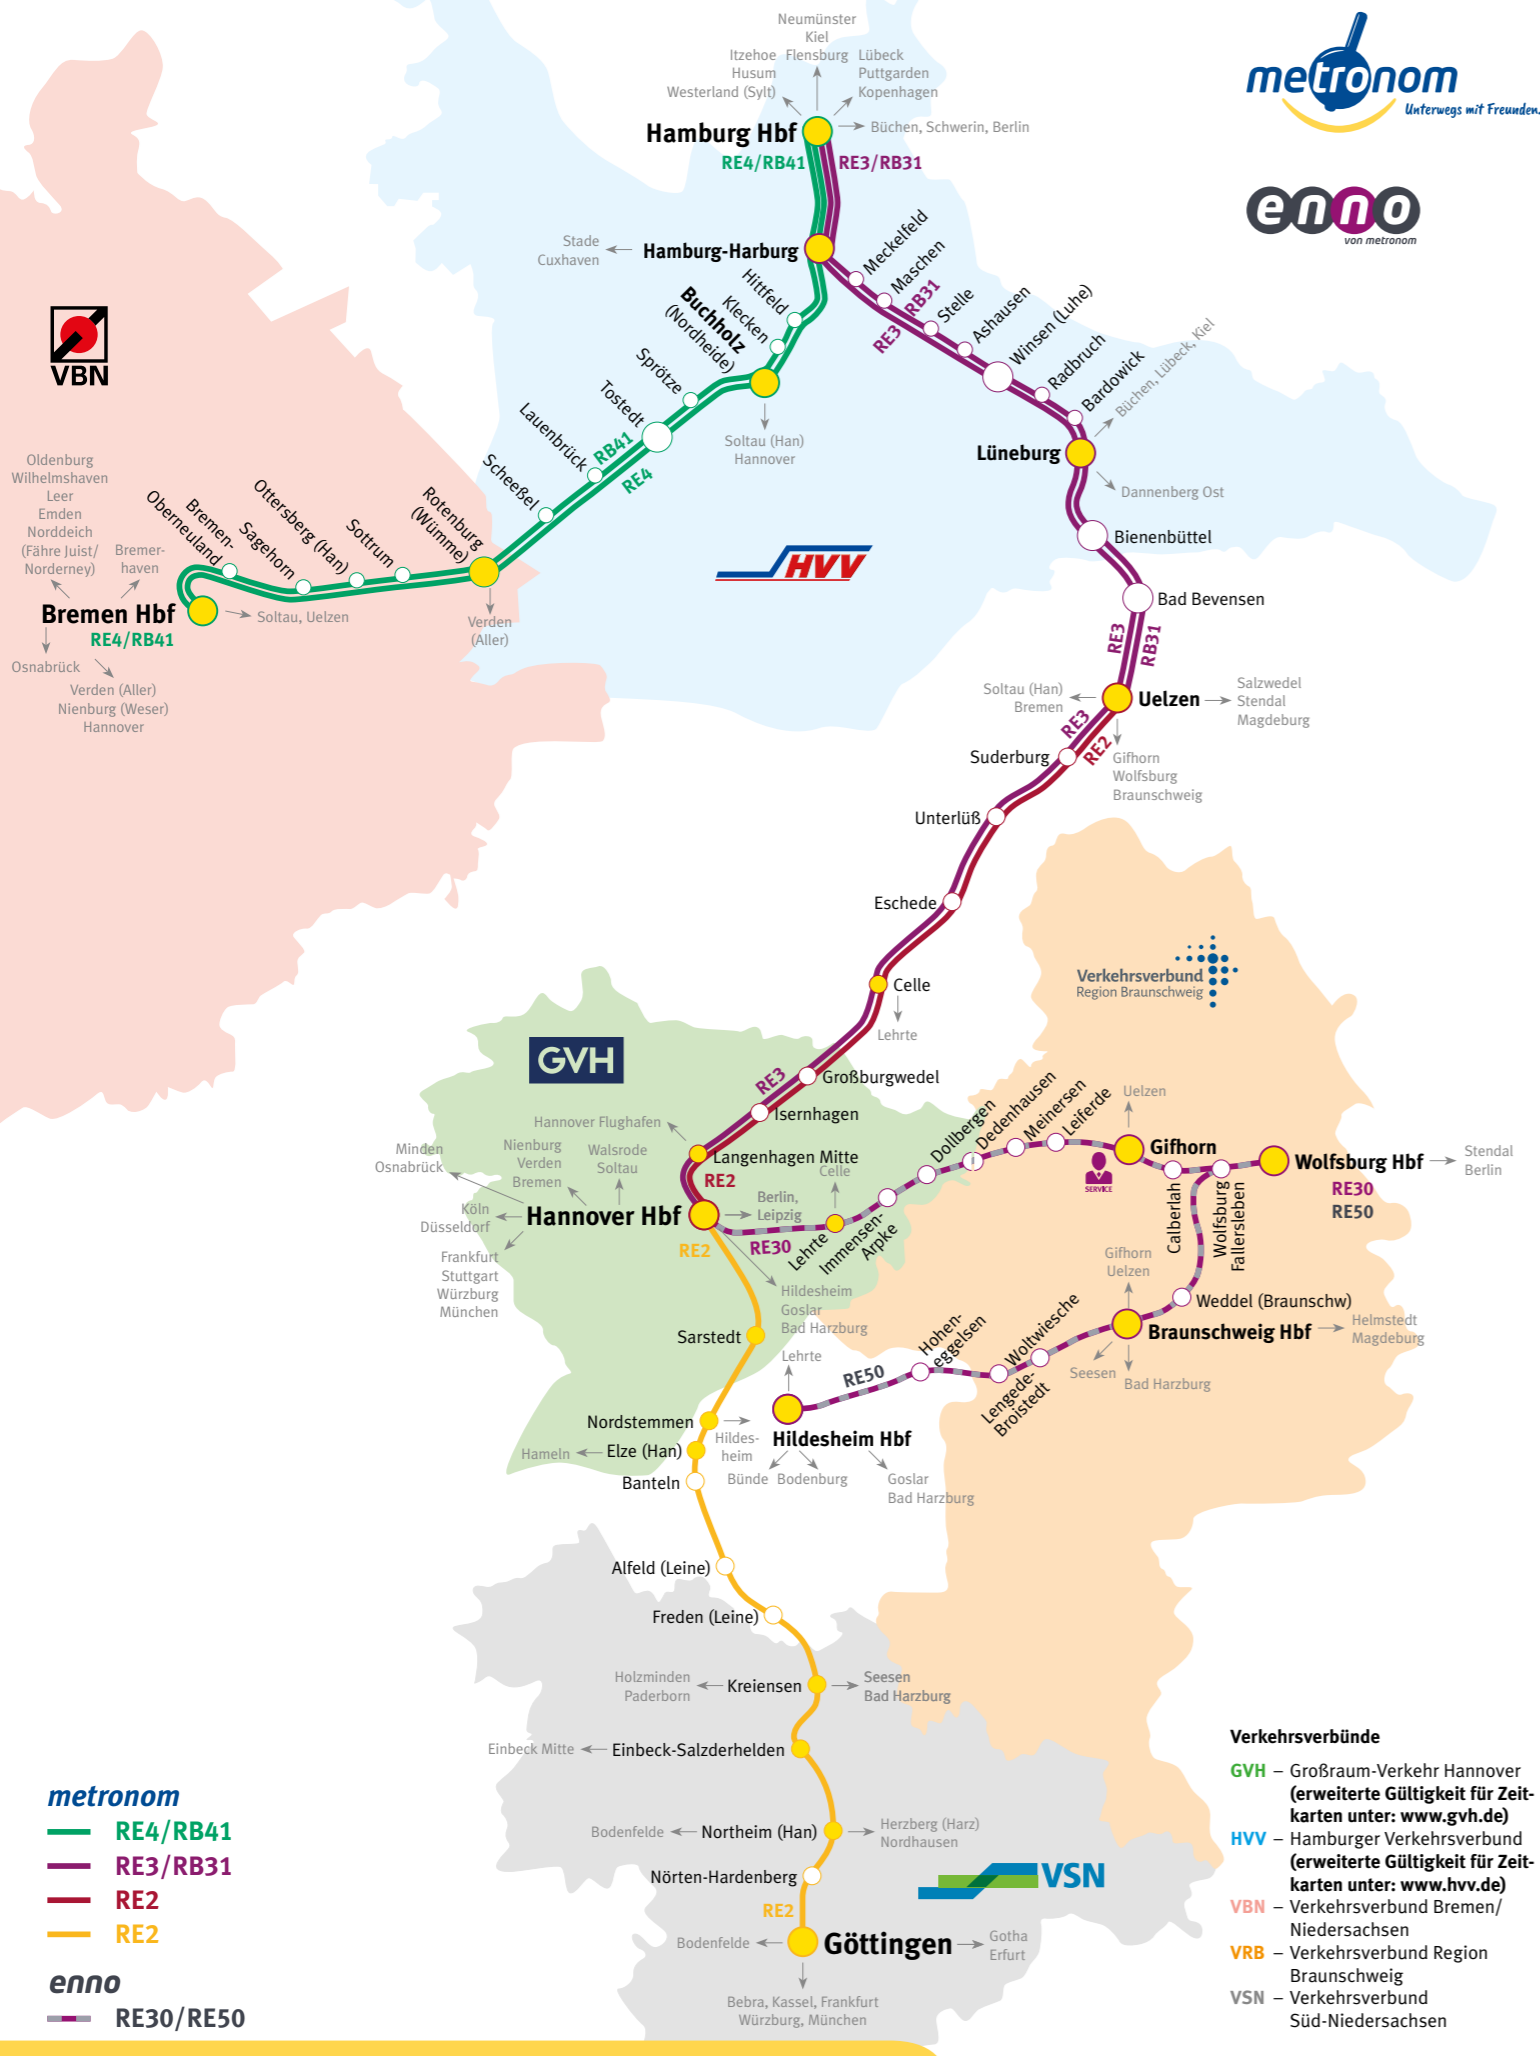 Neumünster
Kiel
Flensburg
Itzehoe
Husum
Westerland (Sylt)
Lübeck
Puttgarden
Kopenhagen
metronom
Unterwegs mit Freunden.
Hamburg Hbf
Büchen, Schwerin, Berlin
RE4/RB41
RE3/RB31
enno
von metronom
Stade
Cuxhaven
Hamburg-Harburg
Meckelfeld
Maschen
RE3
RB31
Stelle
Ashausen
Winsen (Luhe)
Radbruch
Bardowick
Büchen, Lübeck, Kiel
Hittfeld
Klecken
Buchholz
(Nordheide)
Sprötze
Tostedt
Lauenbrück
RB41
RE4
Scheeßel
Soltau (Han)
Hannover
VBN
Lüneburg
Dannenberg Ost
Oldenburg
Wilhelmshaven
Leer
Emden
Norddeich
(Fähre Juist/
Norderney)
Bremer-
haven
Bremen-
Oberneuland
Sagehorn
Ottersberg (Han)
Sottrum
Rotenburg
(Wümme)
Bremen Hbf
RE4/RB41
Soltau, Uelzen
Osnabrück
Verden (Aller)
Nienburg (Weser)
Hannover
Verden
(Aller)
HVV
Bienenbüttel
Bad Bevensen
RE3
RB31
Soltau (Han)
Bremen
Uelzen
Salzwedel
Stendal
Magdeburg
RE3
RE2
Gifhorn
Wolfsburg
Braunschweig
Suderburg
Unterlüß
Eschede
Celle
Lehrte
Verkehrsverbund
Region Braunschweig
GVH
RE3
Großburgwedel
Isernhagen
Hannover Flughafen
Langenhagen Mitte
RE2
Minden
Osnabrück
Nienburg
Verden
Bremen
Walsrode
Soltau
Köln
Düsseldorf
Hannover Hbf
Berlin,
Leipzig
Celle
Frankfurt
Stuttgart
Würzburg
München
RE2
RE30
Lehrte
Immensen-
Arpke
Dollbergen
Dedenhausen
Meinersen
Leiferde
Uelzen
Gifhorn
SERVICE
Calberlah
Wolfsburg
Fallersleben
Wolfsburg Hbf
RE30
RE50
Stendal
Berlin
Hildesheim
Goslar
Bad Harzburg
Gifhorn
Uelzen
Weddel (Braunschw)
Braunschweig Hbf
Helmstedt
Magdeburg
Seesen
Bad Harzburg
Woltwiesche
Lengede-
Broistedt
Hohen-
eggelsen
RE50
Lehrte
Hildesheim Hbf
Bünde
Bodenburg
Goslar
Bad Harzburg
Sarstedt
Nordstemmen
Hildes-
heim
Hameln
Elze (Han)
Banteln
Alfeld (Leine)
Freden (Leine)
Holzminden
Paderborn
Kreiensen
Seesen
Bad Harzburg
Einbeck Mitte
Einbeck-Salzderhelden
Bodenfelde
Northeim (Han)
Herzberg (Harz)
Nordhausen
Nörten-Hardenberg
VSN
RE2
Bodenfelde
Göttingen
Gotha
Erfurt
Bebra, Kassel, Frankfurt
Würzburg, München
metronom
RE4/RB41
RE3/RB31
RE2
RE2
enno
RE30/RE50
Verkehrsverbünde
GVH – Großraum-Verkehr Hannover
(erweiterte Gültigkeit für Zeit-
karten unter: www.gvh.de)
HVV – Hamburger Verkehrsverbund
(erweiterte Gültigkeit für Zeit-
karten unter: www.hvv.de)
VBN – Verkehrsverbund Bremen/
Niedersachsen
VRB – Verkehrsverbund Region
Braunschweig
VSN – Verkehrsverbund
Süd-Niedersachsen